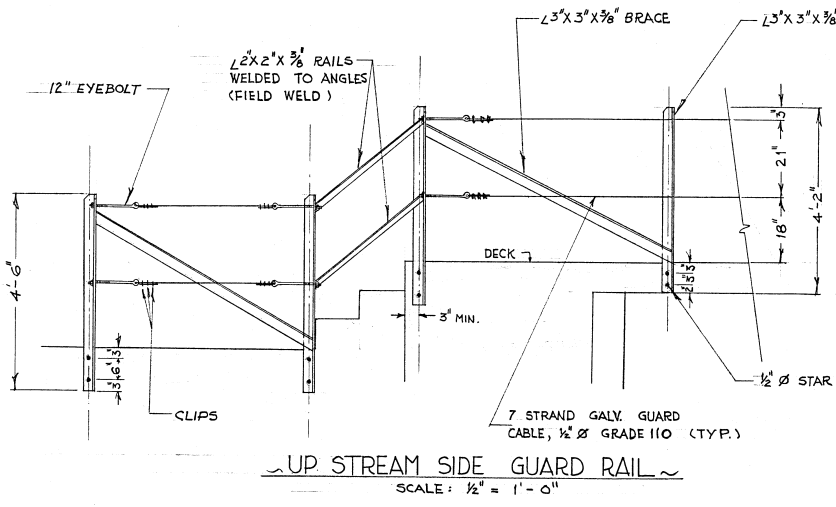 L3"X 3"X 3/8" BRACE
L3"X 3"X 3/8"
L2"X 2"X 3/8" RAILS
WELDED TO ANGLES
(FIELD WELD)
12" EYEBOLT
3"
21"
18"
4'-2"
4'-6"
DECK
3"
3"
2"
3" MIN.
3"
6"
3"
CLIPS
1/2" Ø STAR
7 STRAND GALV. GUARD
CABLE, 1/2" Ø GRADE 110 (TYP.)
UP STREAM SIDE GUARD RAIL
SCALE: 1/2" = 1'-0"